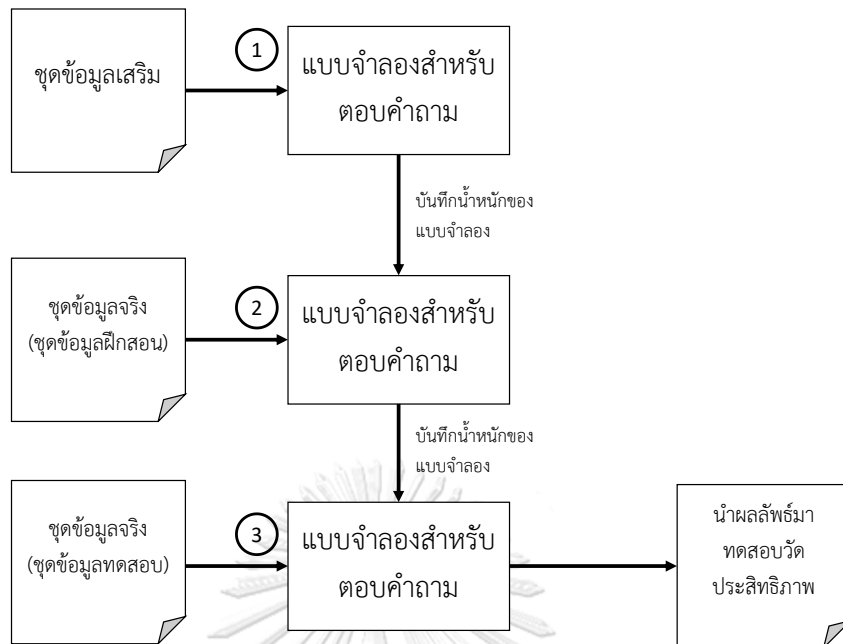 ชุดข้อมูลเสริม
1
แบบจำลองสำหรับ
ตอบคำถาม
บันทึกน้ำหนักของ
แบบจำลอง
ชุดข้อมูลจริง
(ชุดข้อมูลฝึกสอน)
2
แบบจำลองสำหรับ
ตอบคำถาม
บันทึกน้ำหนักของ
แบบจำลอง
ชุดข้อมูลจริง
(ชุดข้อมูลทดสอบ)
3
แบบจำลองสำหรับ
ตอบคำถาม
นำผลลัพธ์มา
ทดสอบวัด
ประสิทธิภาพ